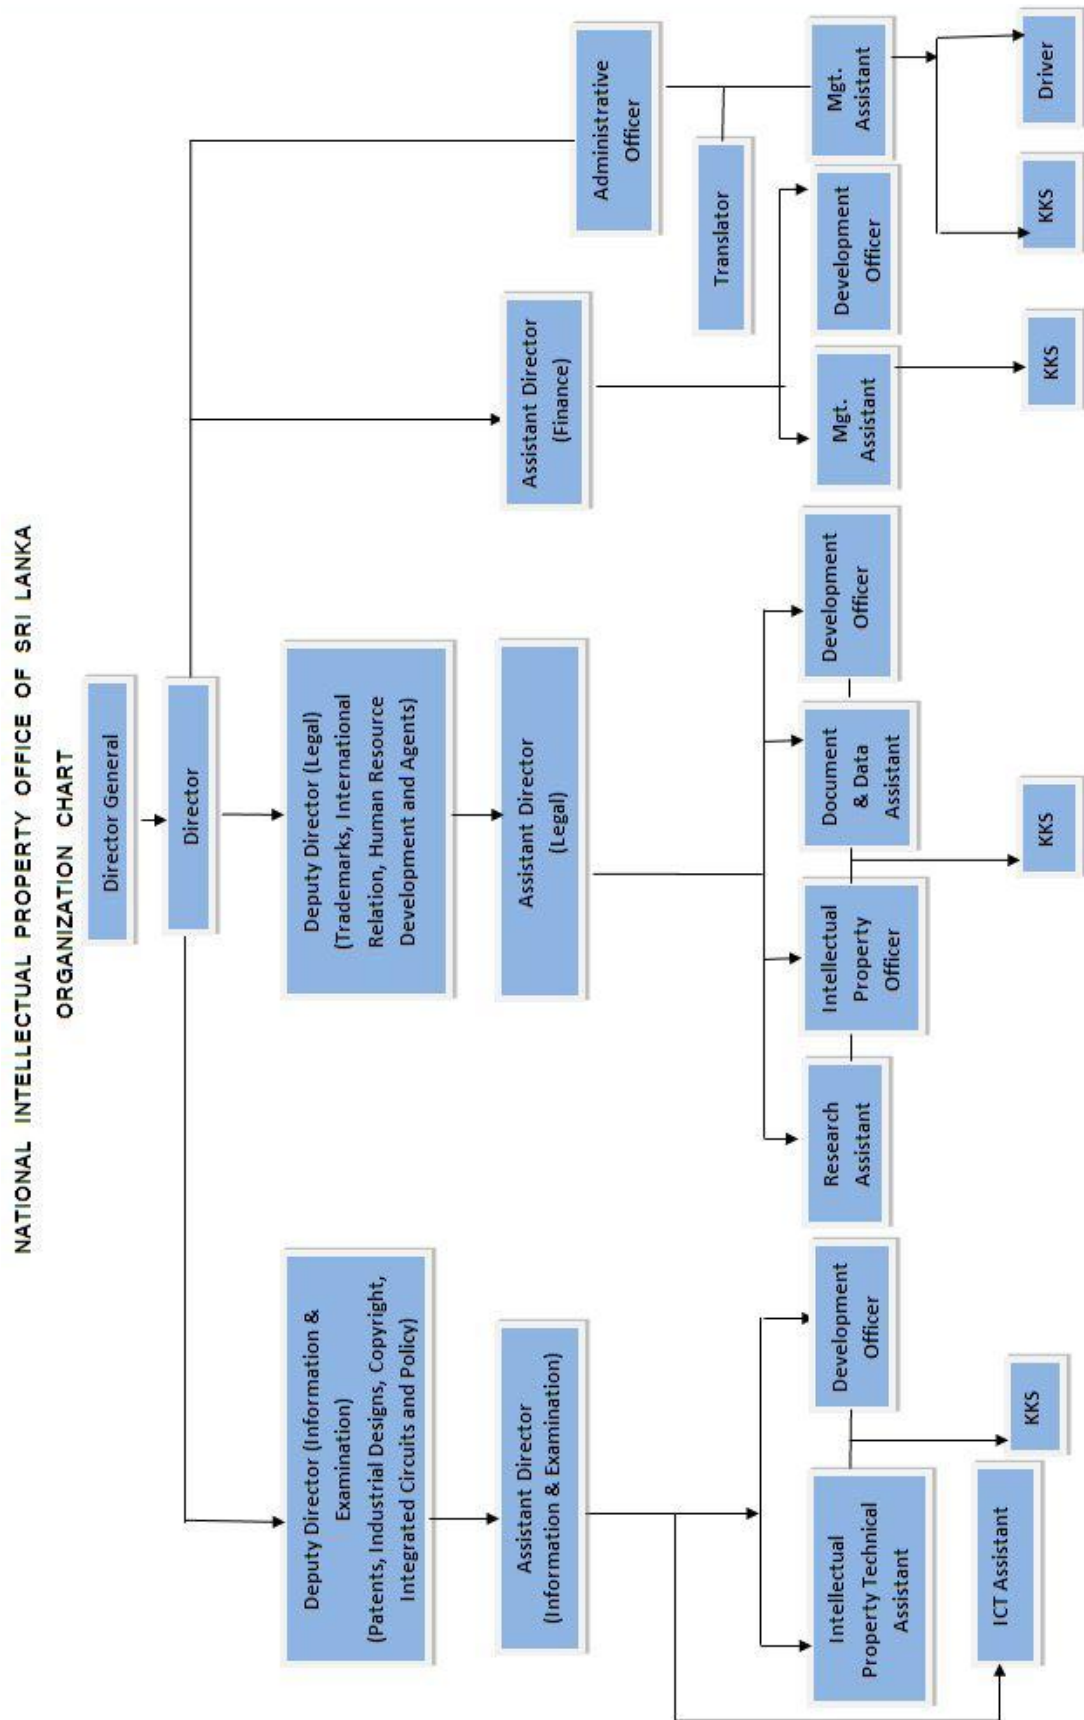 NATIONAL INTELLECTUAL PROPERTY OFFICE OF SRI LANKA
ORGANIZATION CHART
Director General
Director
Deputy Director (Information &
Examination)
(Patents, Industrial Designs, Copyright,
Integrated Circuits and Policy)
Deputy Director (Legal)
(Trademarks, International
Relation, Human Resource
Development and Agents)
Assistant Director
(Information & Examination)
Assistant Director
(Legal)
Assistant Director
(Finance)
Administrative
Officer
Translator
Intellectual
Property Technical
Assistant
Development
Officer
Research
Assistant
Intellectual
Property
Officer
Document
& Data
Assistant
Development
Officer
Mgt.
Assistant
Development
Officer
Mgt.
Assistant
ICT Assistant
KKS
KKS
KKS
KKS
Driver